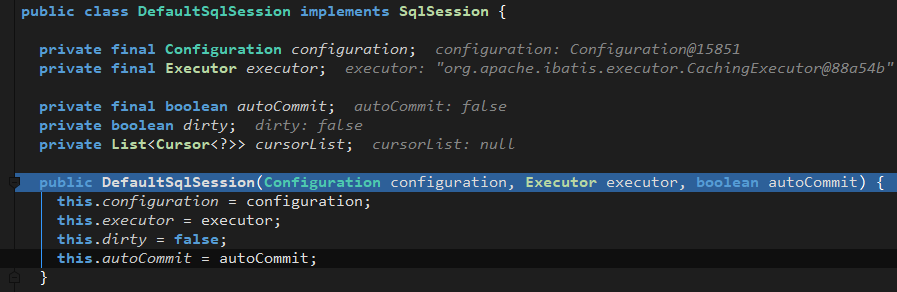 public class DefaultSqlSession implements SqlSession {
private final Configuration configuration; configuration: Configuration@15851
private final Executor executor; executor: "org.apache.ibatis.executor.CachingExecutor@88a54b"
private final boolean autoCommit; autoCommit: false
private boolean dirty; dirty: false
private List<Cursor<?>> cursorList; cursorList: null
public DefaultSqlSession(Configuration configuration, Executor executor, boolean autoCommit) {
this.configuration = configuration;
this.executor = executor;
this.dirty = false;
this.autoCommit = autoCommit;
}